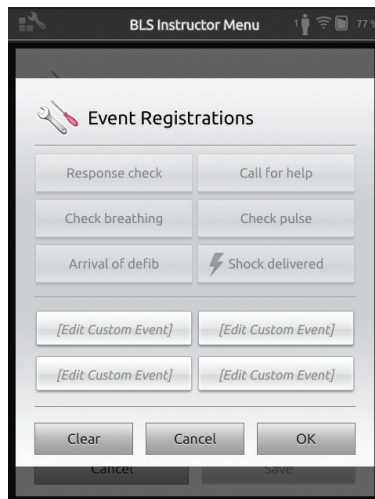 BLS Instructor Menu 1 77 %
Event Registrations
Response check Call for help
Check breathing Check pulse
Arrival of defib Shock delivered
[Edit Custom Event] [Edit Custom Event]
[Edit Custom Event] [Edit Custom Event]
Clear Cancel OK
Cancel Save